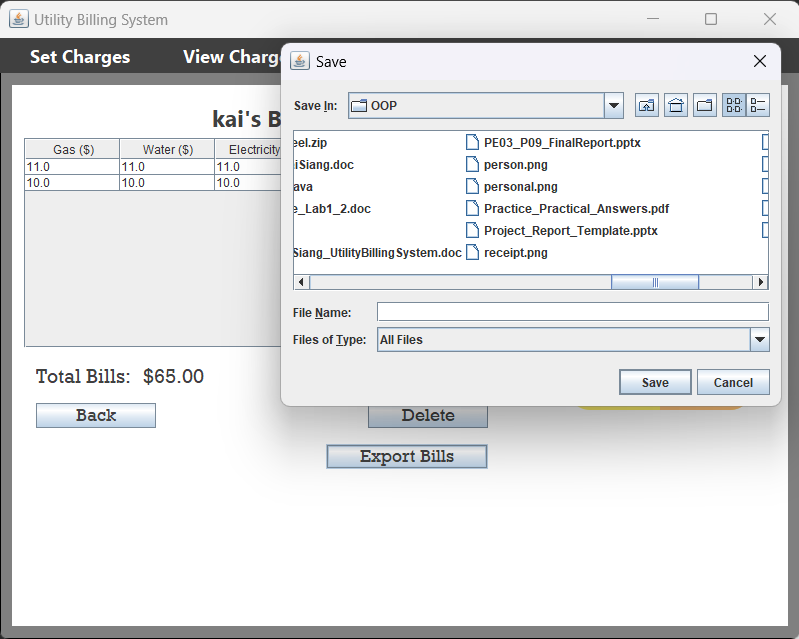 Utility Billing System
Set Charges
View Charg
kai's B
Gas ($) Water ($) Electricity
11.0 11.0 11.0
10.0 10.0 10.0
Total Bills: $65.00
Back
Delete
Export Bills
Save
Save In: OOP
eel.zip
aiSiang.doc
ava
e_Lab1_2.doc
Siang_UtilityBillingSystem.doc
PE03_P09_FinalReport.pptx
person.png
personal.png
Practice_Practical_Answers.pdf
Project_Report_Template.pptx
receipt.png
File Name:
Files of Type: All Files
Save Cancel